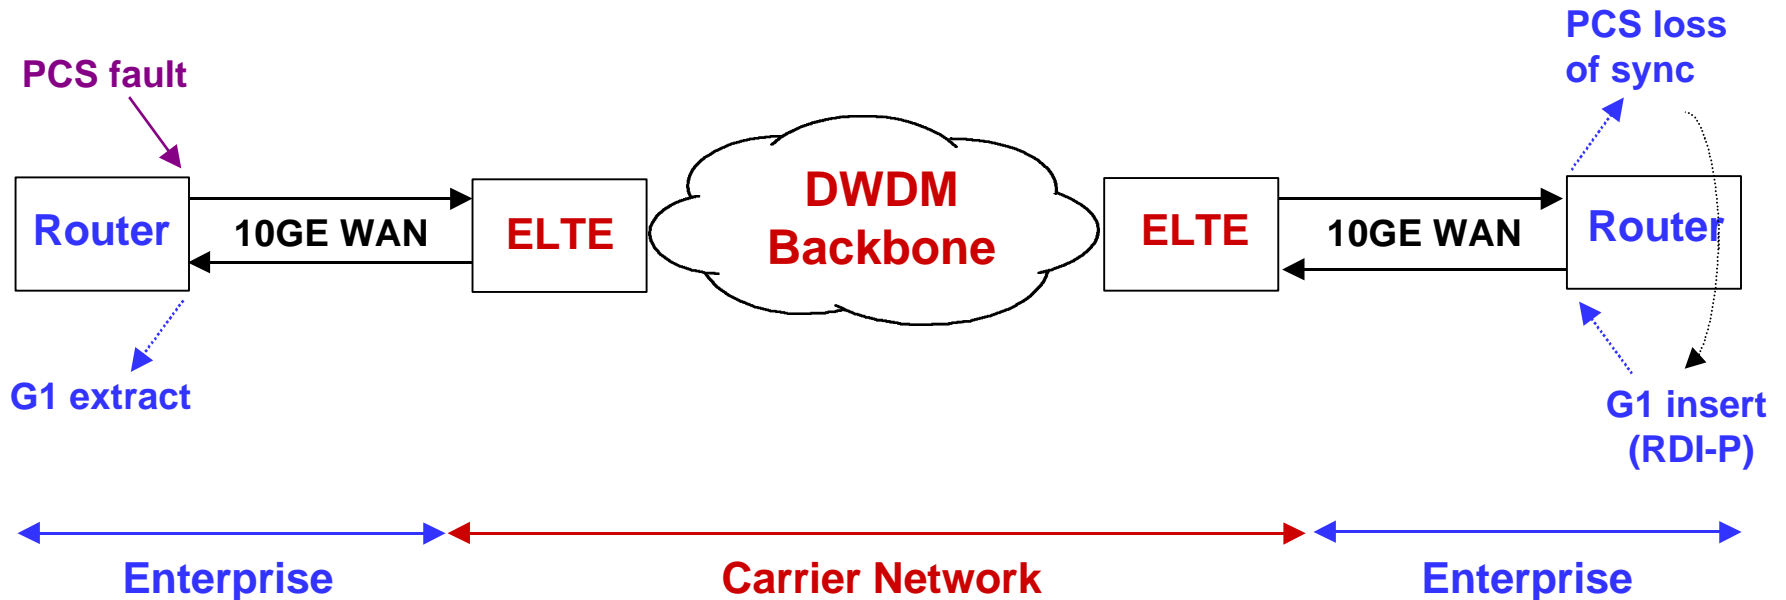 PCS loss
of sync
PCS fault
DWDM
Backbone
Router
10GE WAN
ELTE
ELTE
10GE WAN
Router
G1 extract
G1 insert
(RDI-P)
Enterprise
Carrier Network
Enterprise